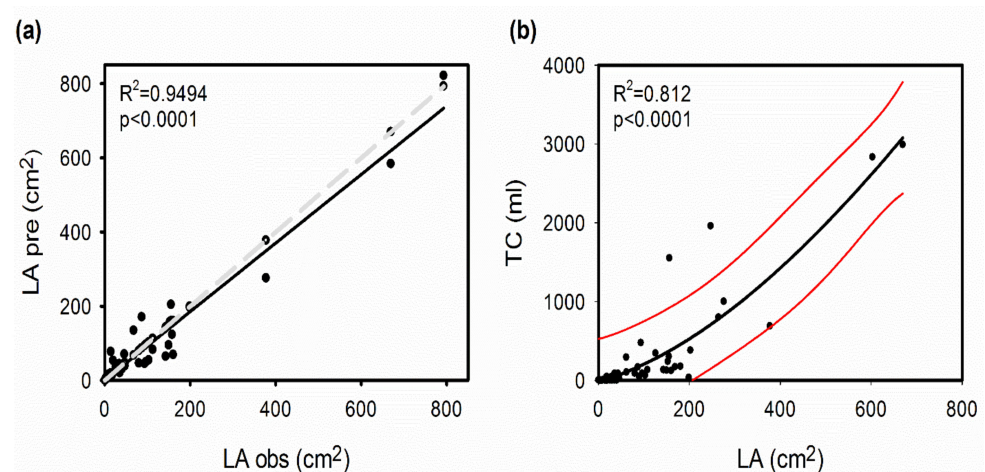 (a)
R²=0.9494
p<0.0001
LA pre (cm²)
800
600
400
200
0
0 200 400 600 800
LA obs (cm²)
(b)
R²=0.812
p<0.0001
TC (ml)
4000
3000
2000
1000
0
0 200 400 600 800
LA (cm²)